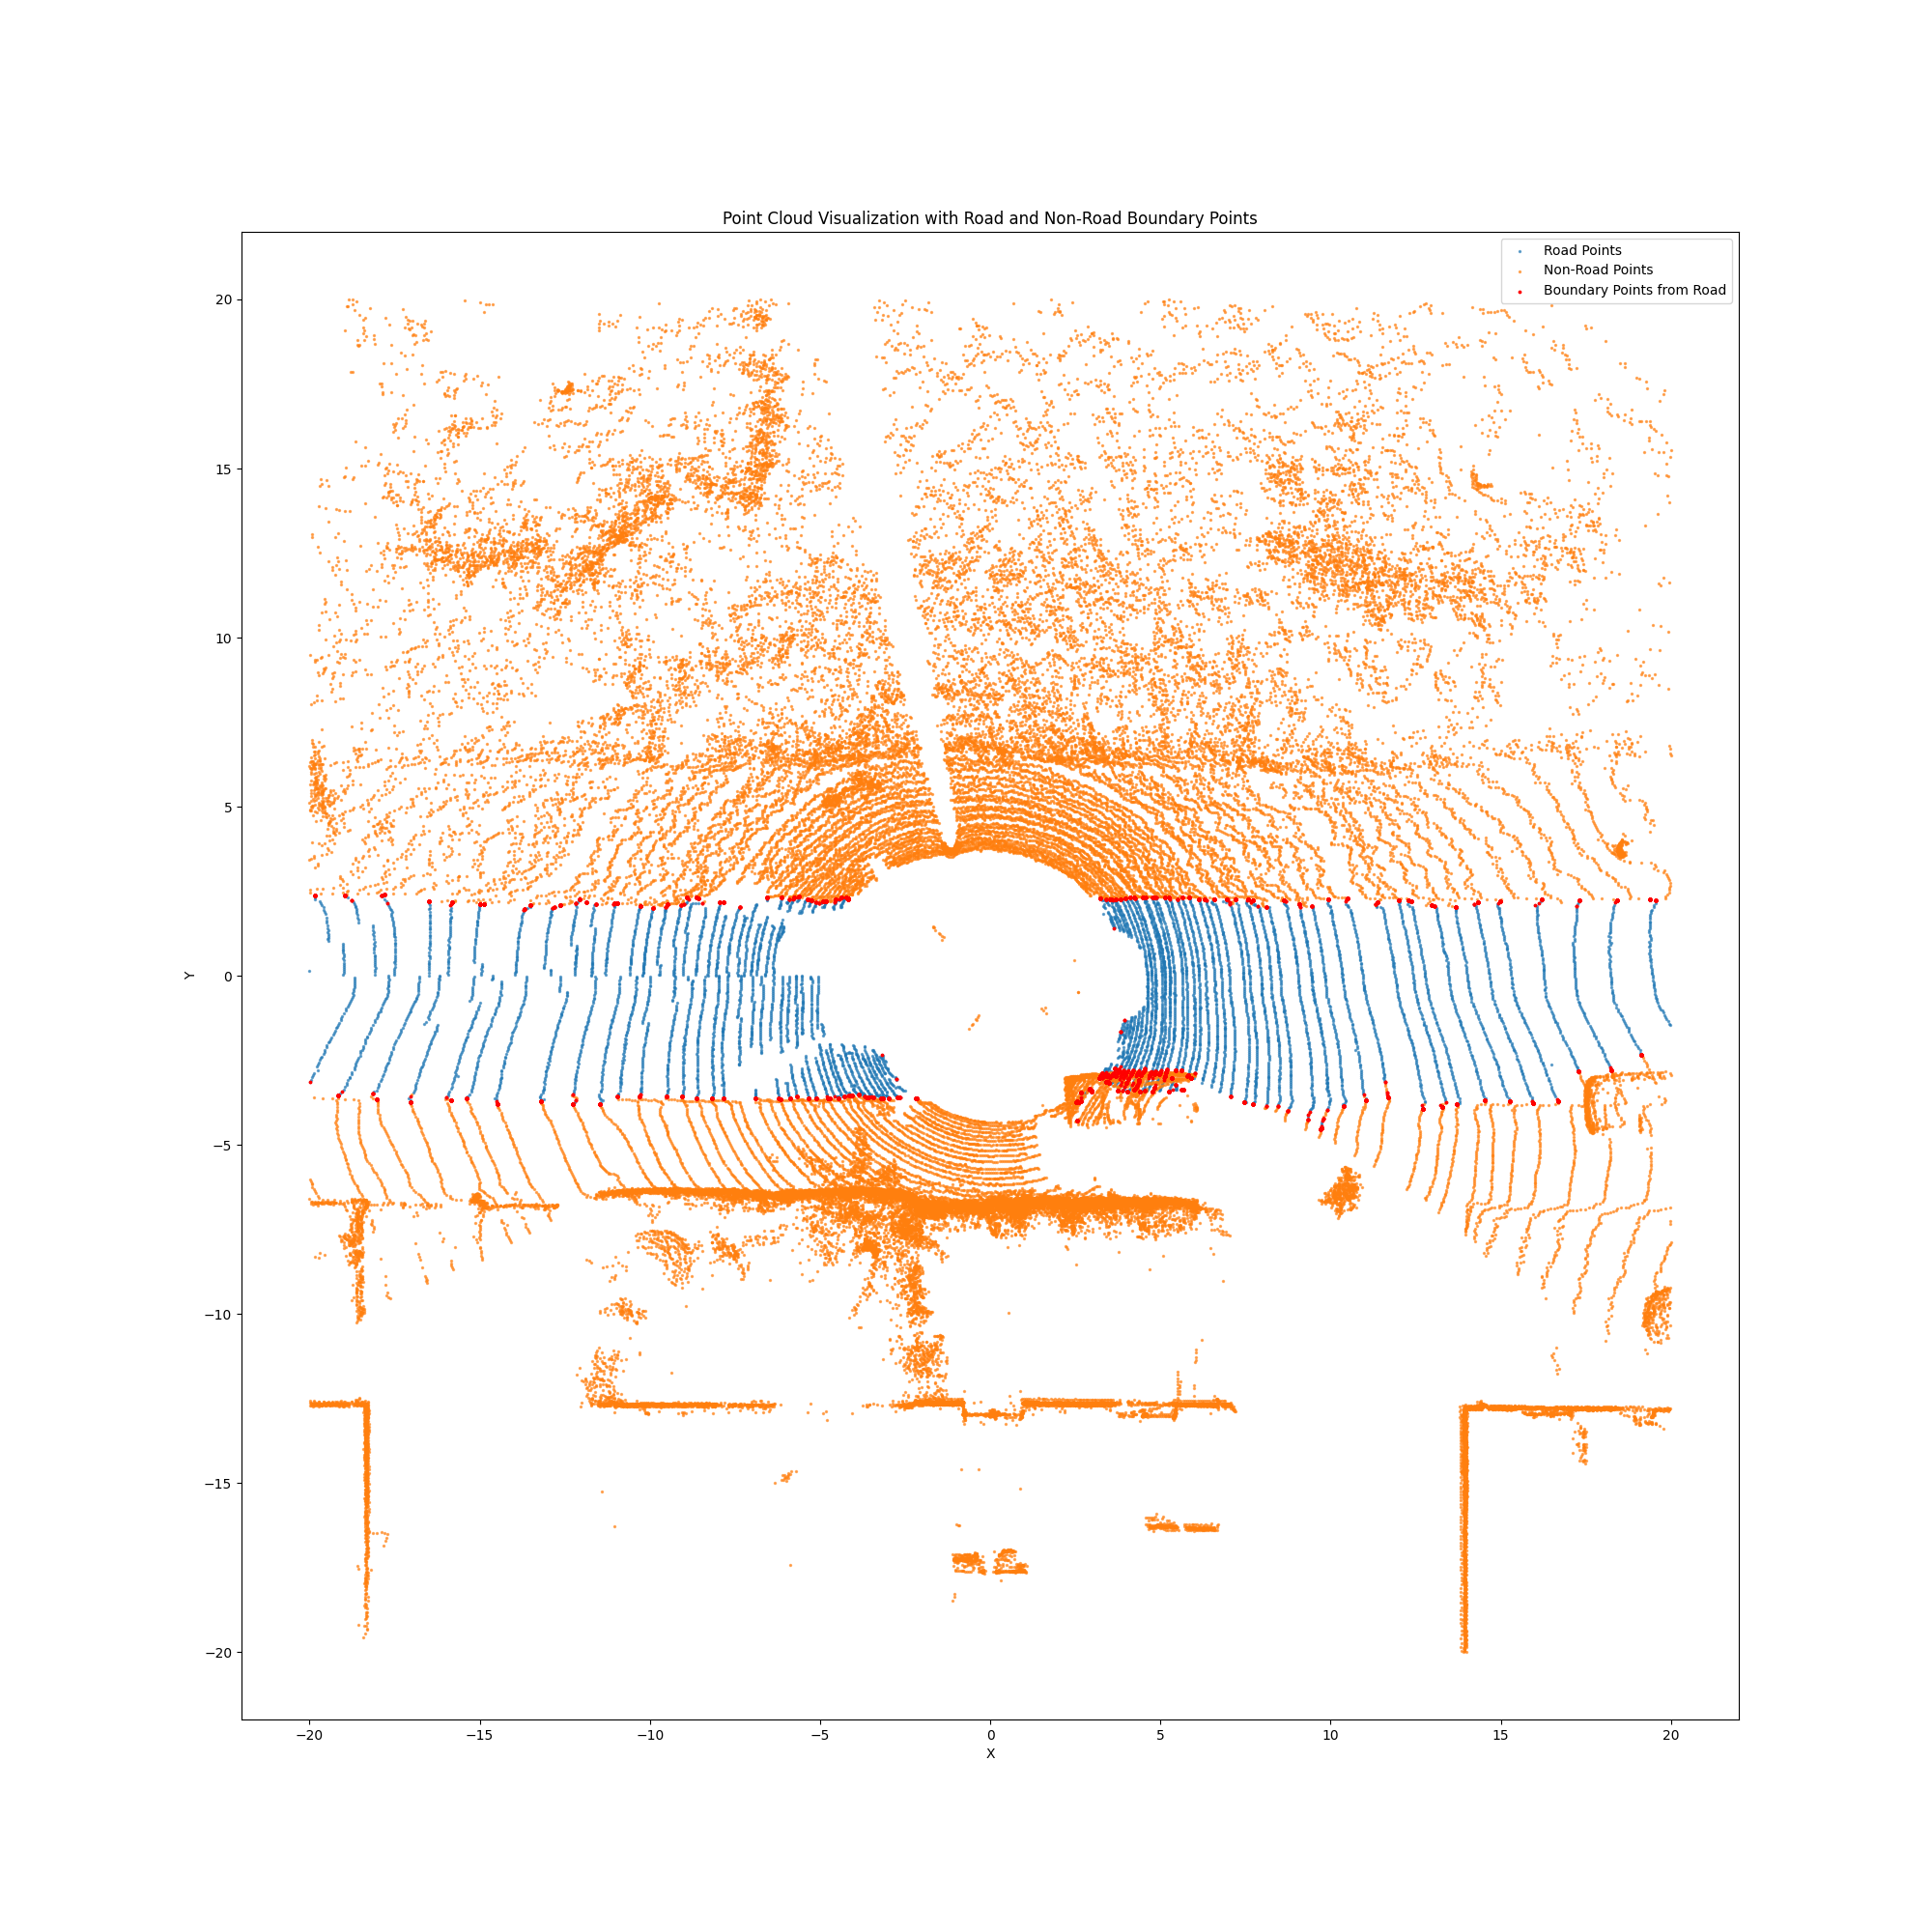 Point Cloud Visualization with Road and Non-Road Boundary Points
Road Points
Non-Road Points
Boundary Points from Road
20
15
10
5
0
−5
−10
−15
−20
Y
−20 −15 −10 −5 0 5 10 15 20
X